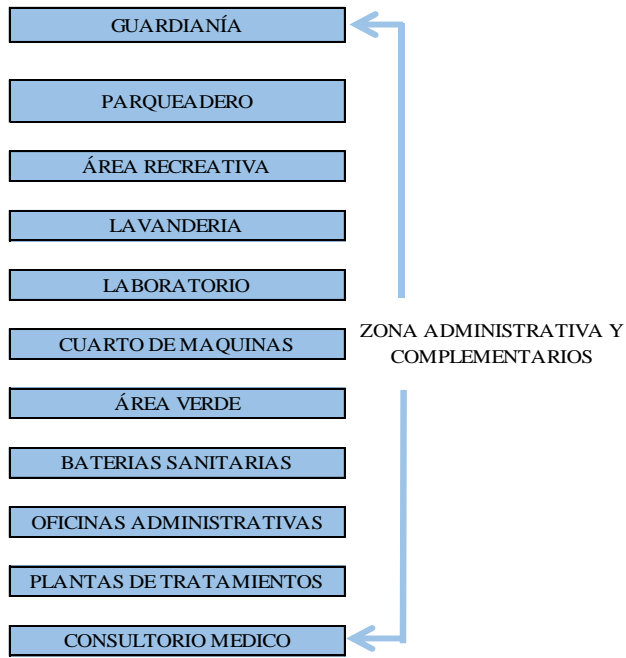 GUARDIANÍA
PARQUEADERO
ÁREA RECREATIVA
LAVANDERIA
LABORATORIO
CUARTO DE MAQUINAS
ZONA ADMINISTRATIVA Y
COMPLEMENTARIOS
ÁREA VERDE
BATERIAS SANITARIAS
OFICINAS ADMINISTRATIVAS
PLANTAS DE TRATAMIENTOS
CONSULTORIO MEDICO